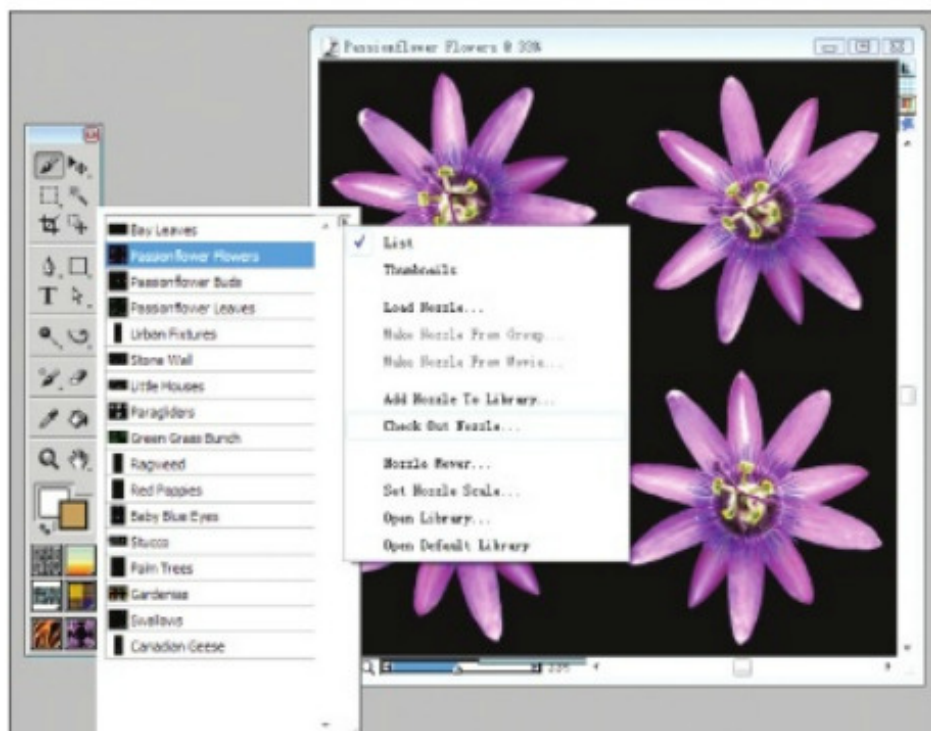 Passionflower Flowers @ 33%
Bay Leaves
Passionflower Flowers
Passionflower Buds
Passionflower Leaves
Urban Fixtures
Stone Wall
Little Houses
Paragliders
Green Grass Bunch
Ragweed
Red Poppies
Baby Blue Eyes
Stucco
Palm Trees
Gardenias
Swallows
Canadian Geese
List
Thumbnails
Load Nozzle...
Make Nozzle From Group...
Make Nozzle From Movie...
Add Nozzle To Library...
Check Out Nozzle...
Nozzle Mover...
Set Nozzle Scale...
Open Library...
Open Default Library
33%